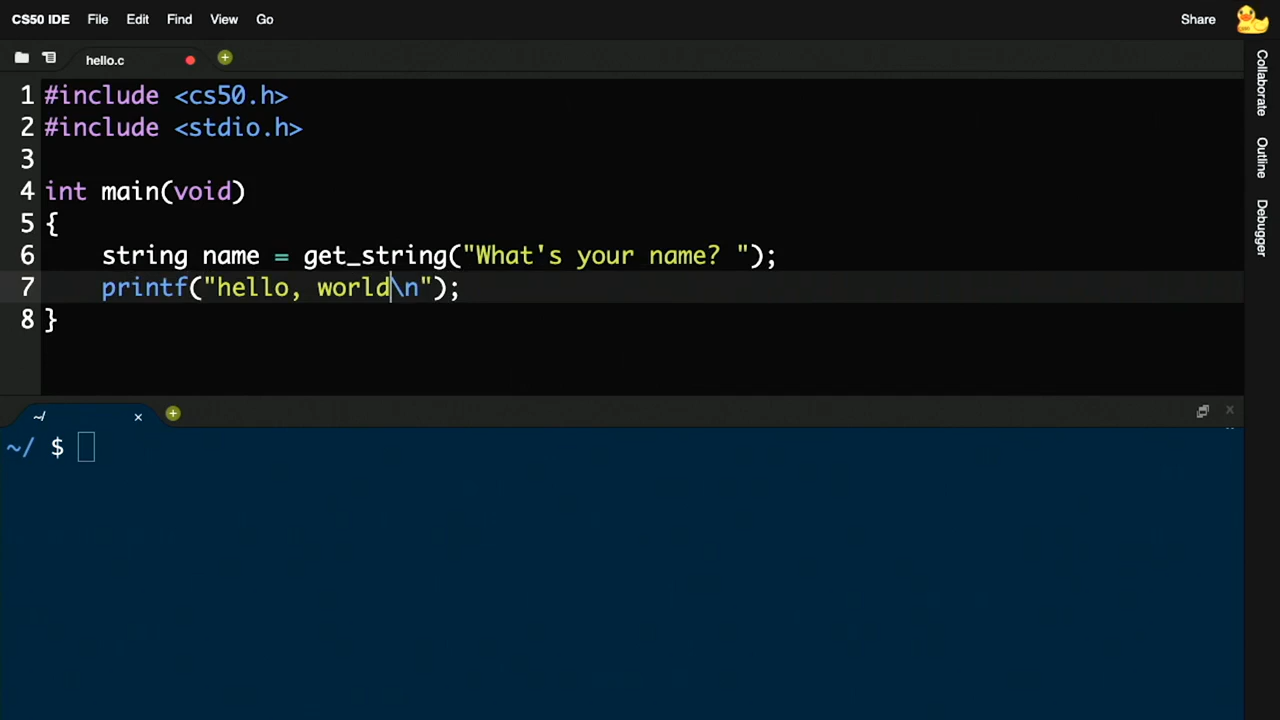 CS50 IDE File Edit Find View Go Share
hello.c
Collaborate
Outline
Debugger
1 #include <cs50.h>
2 #include <stdio.h>
3
4 int main(void)
5 {
6     string name = get_string("What's your name? ");
7     printf("hello, world\n");
8 }
~/
~/ $